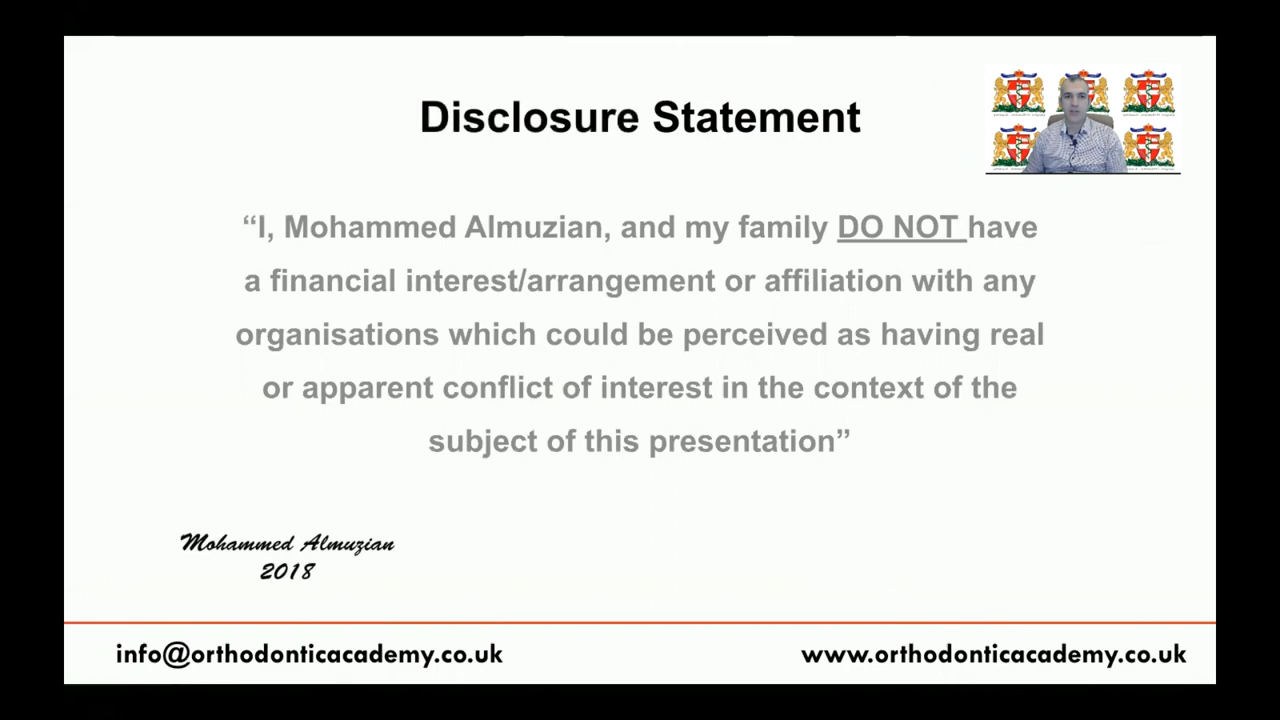 Disclosure Statement
“I, Mohammed Almuzian, and my family DO NOT have
a financial interest/arrangement or affiliation with any
organisations which could be perceived as having real
or apparent conflict of interest in the context of the
subject of this presentation”
Mohammed Almuzian
2018
info@orthodonticacademy.co.uk
www.orthodonticacademy.co.uk